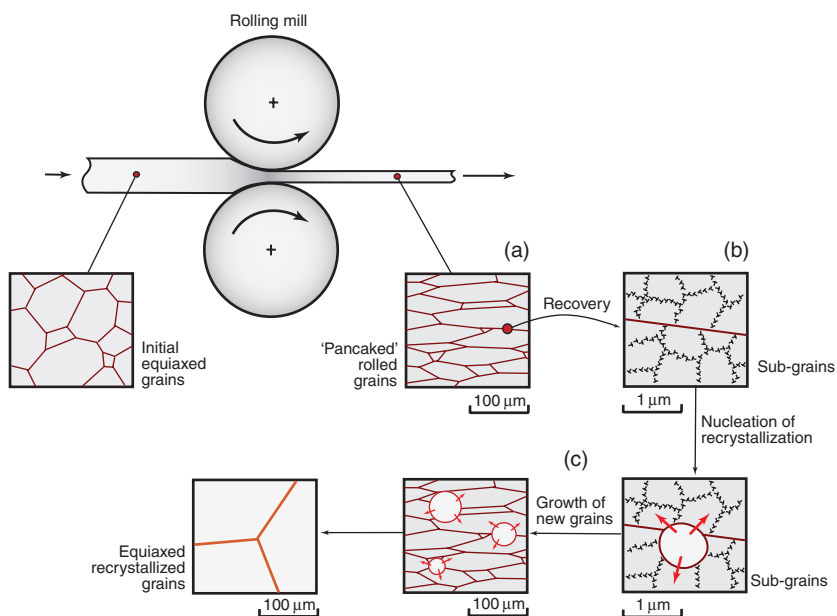 Rolling mill
+
+
(a)
(b)
Initial
equiaxed
grains
'Pancaked'
rolled
grains
Recovery
Sub-grains
100 μm
1 μm
Nucleation of
recrystallization
(c)
Equiaxed
recrystallized
grains
Growth of
new grains
Sub-grains
100 μm
100 μm
1 μm